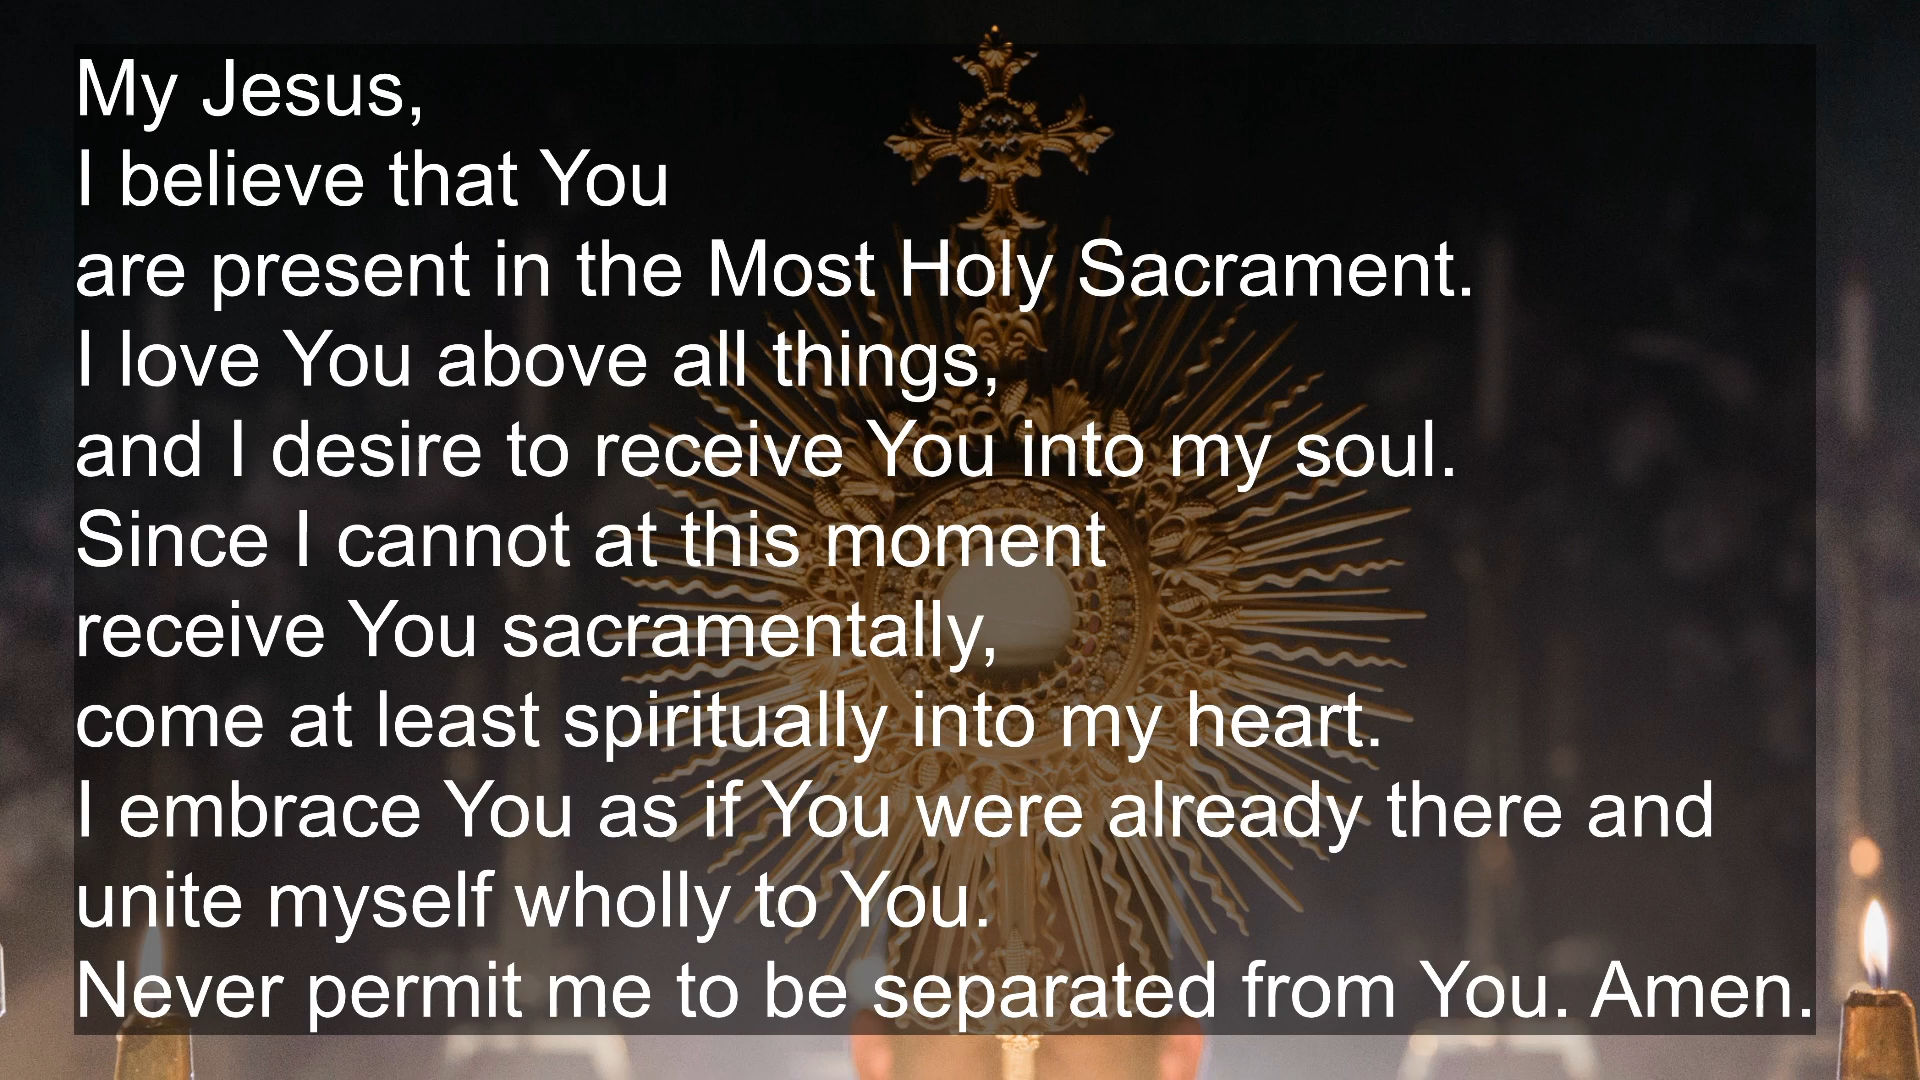 My Jesus,
I believe that You
are present in the Most Holy Sacrament.
I love You above all things,
and I desire to receive You into my soul.
Since I cannot at this moment
receive You sacramentally,
come at least spiritually into my heart.
I embrace You as if You were already there and
unite myself wholly to You.
Never permit me to be separated from You. Amen.